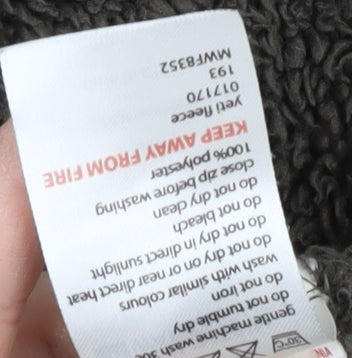 30°C
gentle machine wash 30c
do not tumble dry
do not iron
wash with similar colours
do not dry on or near direct heat
do not dry in direct sunlight
do not bleach
do not dry clean
close zip before washing
100% polyester
KEEP AWAY FROM FIRE
yeti fleece
017170
193
MWF8352